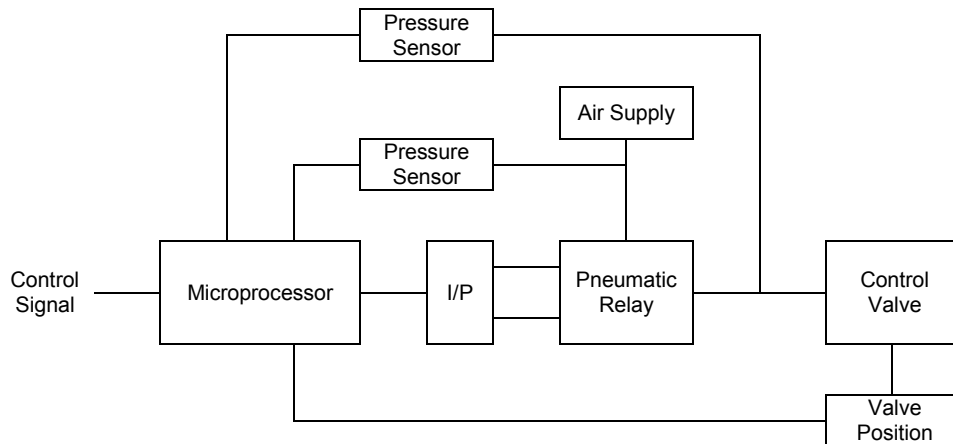 Pressure
Sensor
Air Supply
Pressure
Sensor
Control
Signal
Microprocessor
I/P
Pneumatic
Relay
Control
Valve
Valve
Position